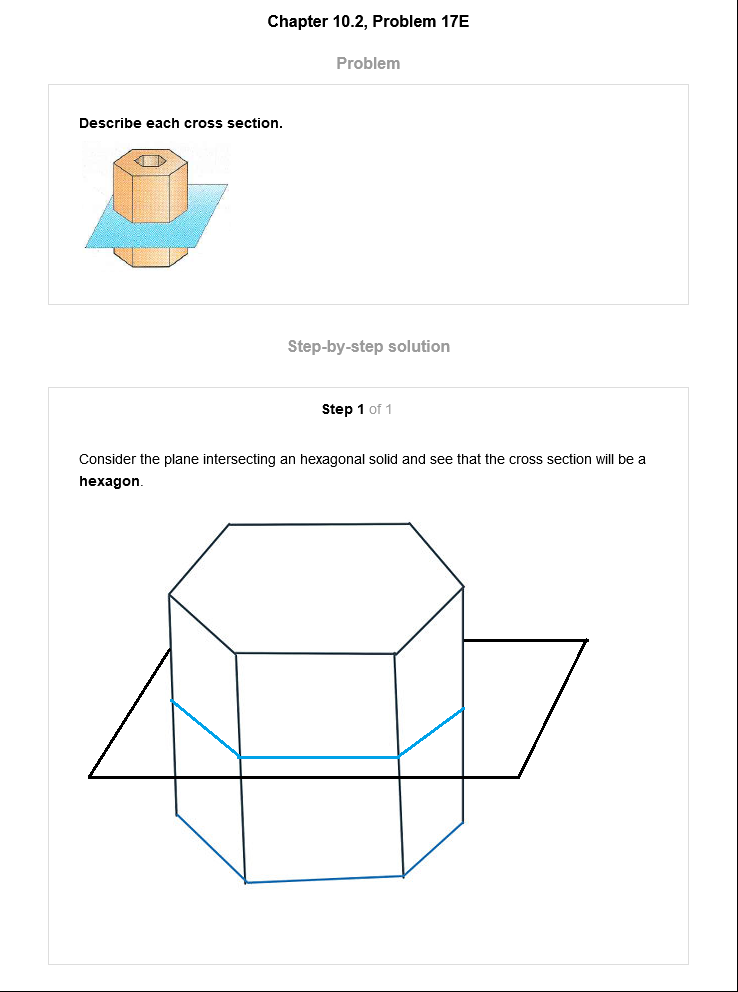 Chapter 10.2, Problem 17E
Problem
Describe each cross section.
Step-by-step solution
Step 1 of 1
Consider the plane intersecting an hexagonal solid and see that the cross section will be a
hexagon.